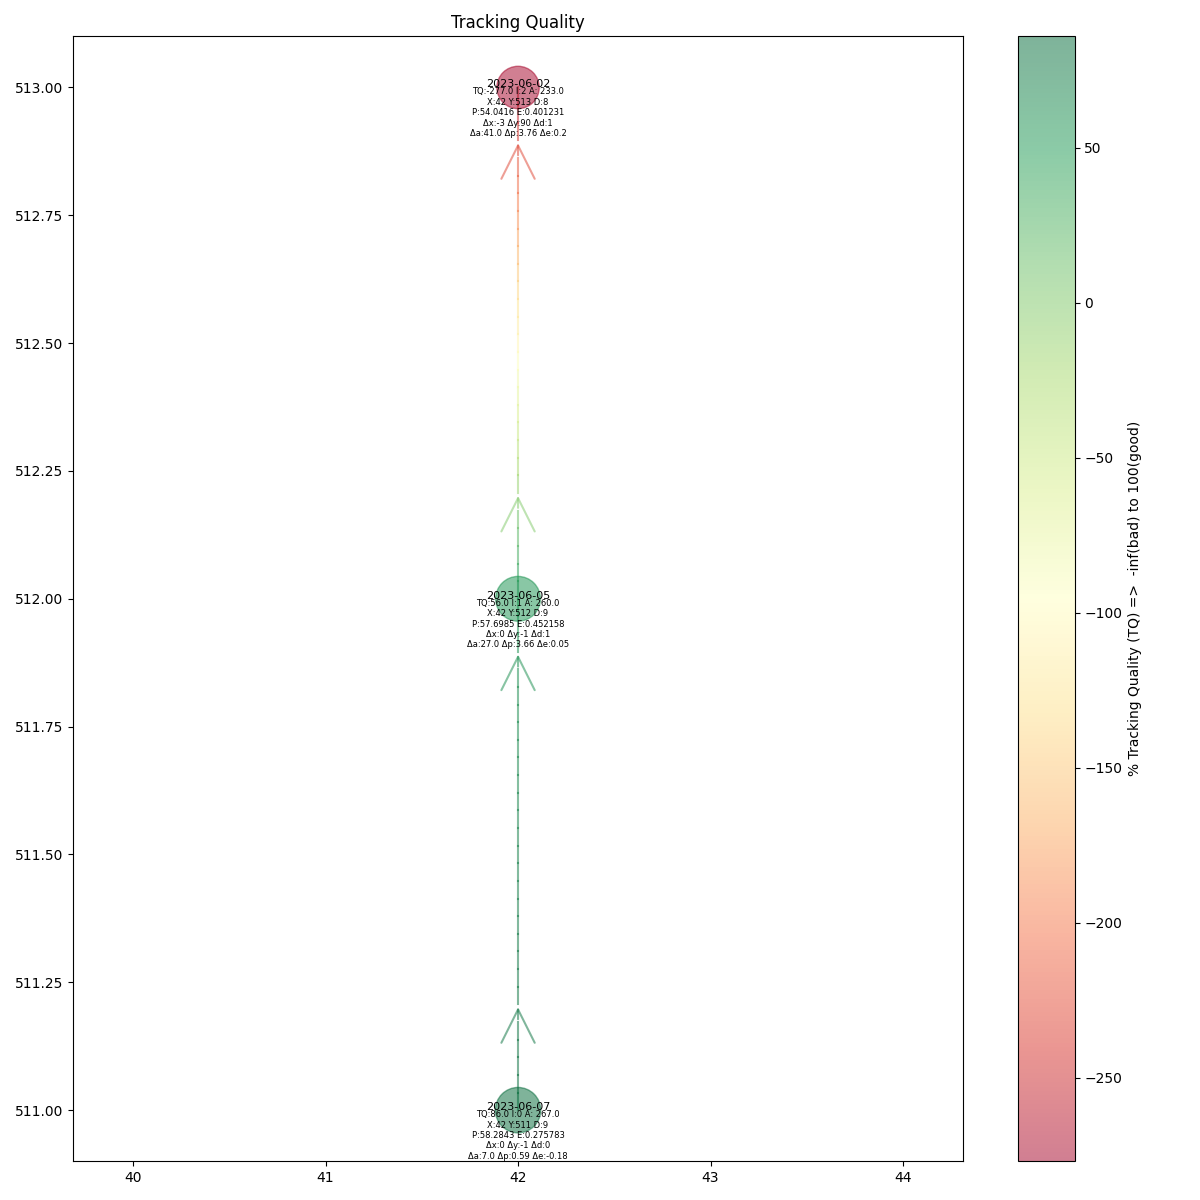 Tracking Quality
513.00
512.75
512.50
512.25
512.00
511.75
511.50
511.25
511.00
2023-06-02
TQ:-277.0 I:2 A: 233.0
X:42 Y:513 D:8
P:54.0416 E:0.401231
Δx:-3 Δy:90 Δd:1
Δa:41.0 Δp:3.76 Δe:0.2
2023-06-05
TQ:56.0 I:1 A: 260.0
X:42 Y:512 D:9
P:57.6985 E:0.452158
Δx:0 Δy:-1 Δd:1
Δa:27.0 Δp:3.66 Δe:0.05
2023-06-07
TQ:86.0 I:0 A: 267.0
X:42 Y:511 D:9
P:58.2843 E:0.275783
Δx:0 Δy:-1 Δd:0
Δa:7.0 Δp:0.59 Δe:-0.18
40 41 42 43 44
50
0
−50
−100
−150
−200
−250
% Tracking Quality (TQ) => -inf(bad) to 100(good)